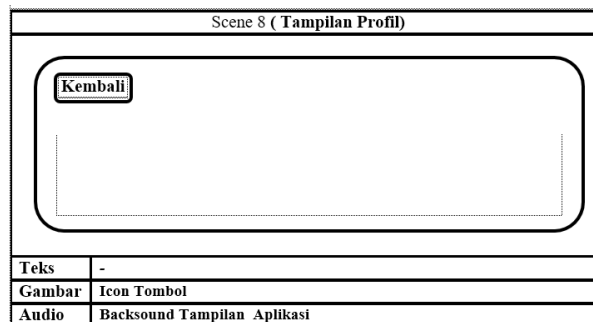 Scene 8 ( Tampilan Profil)
Kembali
Teks -
Gambar Icon Tombol
Audio Backsound Tampilan Aplikasi